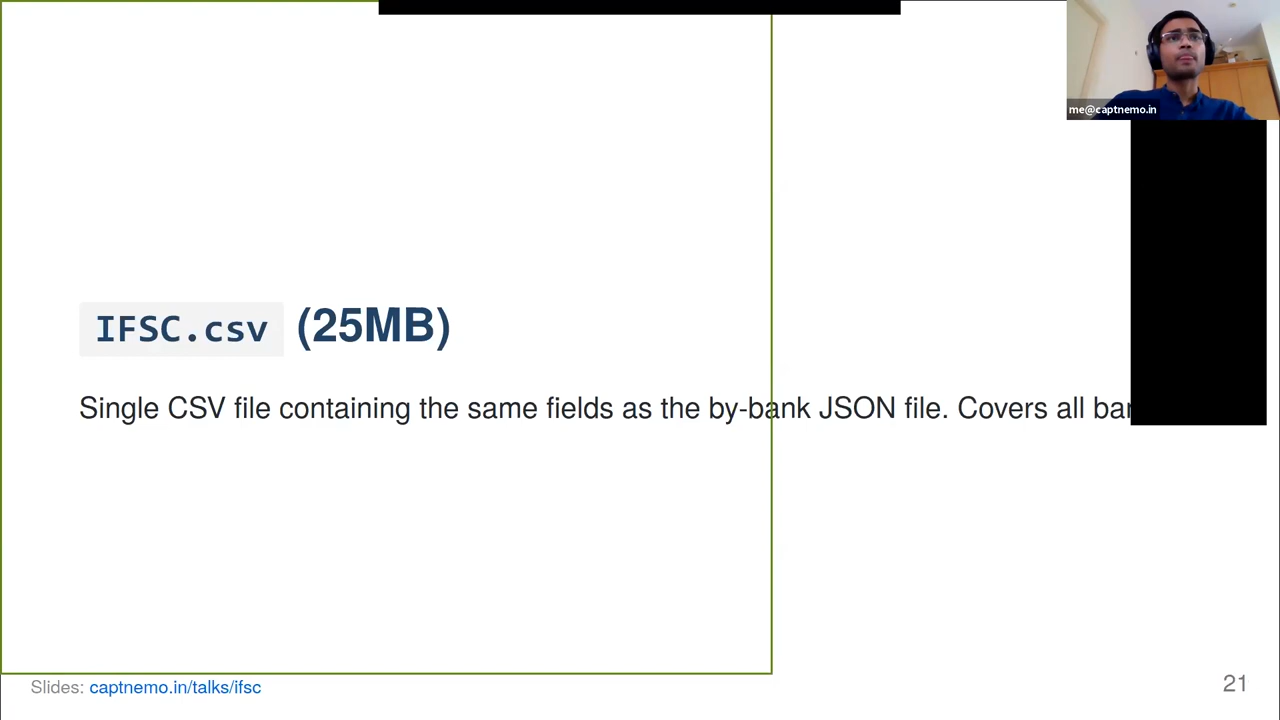 me@captnemo.in
IFSC.csv (25MB)
Single CSV file containing the same fields as the by-bank JSON file. Covers all
Slides: captnemo.in/talks/ifsc
21